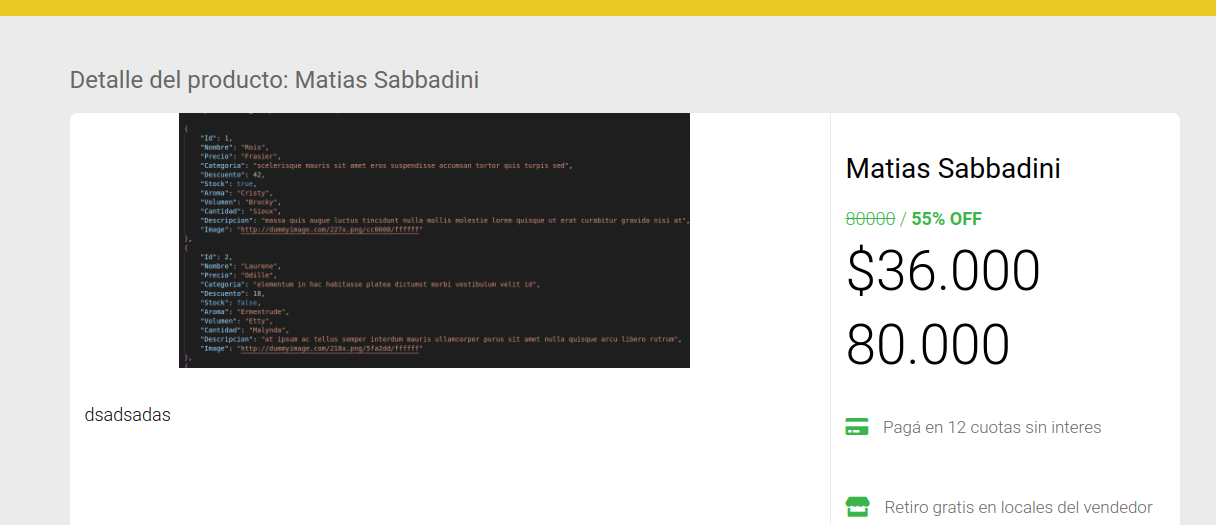 Detalle del producto: Matias Sabbadini
{
"Id": 1,
"Nombre": "Rois",
"Precio": "Frasier",
"Categoria": "scelerisque mauris sit amet eros suspendisse accumsan tortor quis turpis sed",
"Descuento": 42,
"Stock": true,
"Aroma": "Cristy",
"Volumen": "Brocky",
"Cantidad": "Sioux",
"Descripcion": "massa quis augue luctus tincidunt nulla mollis molestie lorem quisque ut erat curabitur gravida nisi at",
"Image": "http://dummyimage.com/227x.png/cc0000/ffffff"
},
{
"Id": 2,
"Nombre": "Laurene",
"Precio": "Odille",
"Categoria": "elementum in hac habitasse platea dictumst morbi vestibulum velit id",
"Descuento": 18,
"Stock": false,
"Aroma": "Ermentrude",
"Volumen": "Etty",
"Cantidad": "Malynda",
"Descripcion": "at ipsum ac tellus semper interdum mauris ullamcorper purus sit amet nulla quisque arcu libero rutrum",
"Image": "http://dummyimage.com/218x.png/5fa2dd/ffffff"
},
{
dsadsadas
Matias Sabbadini
80000 / 55% OFF
$36.000
80.000
Pagá en 12 cuotas sin interes
Retiro gratis en locales del vendedor